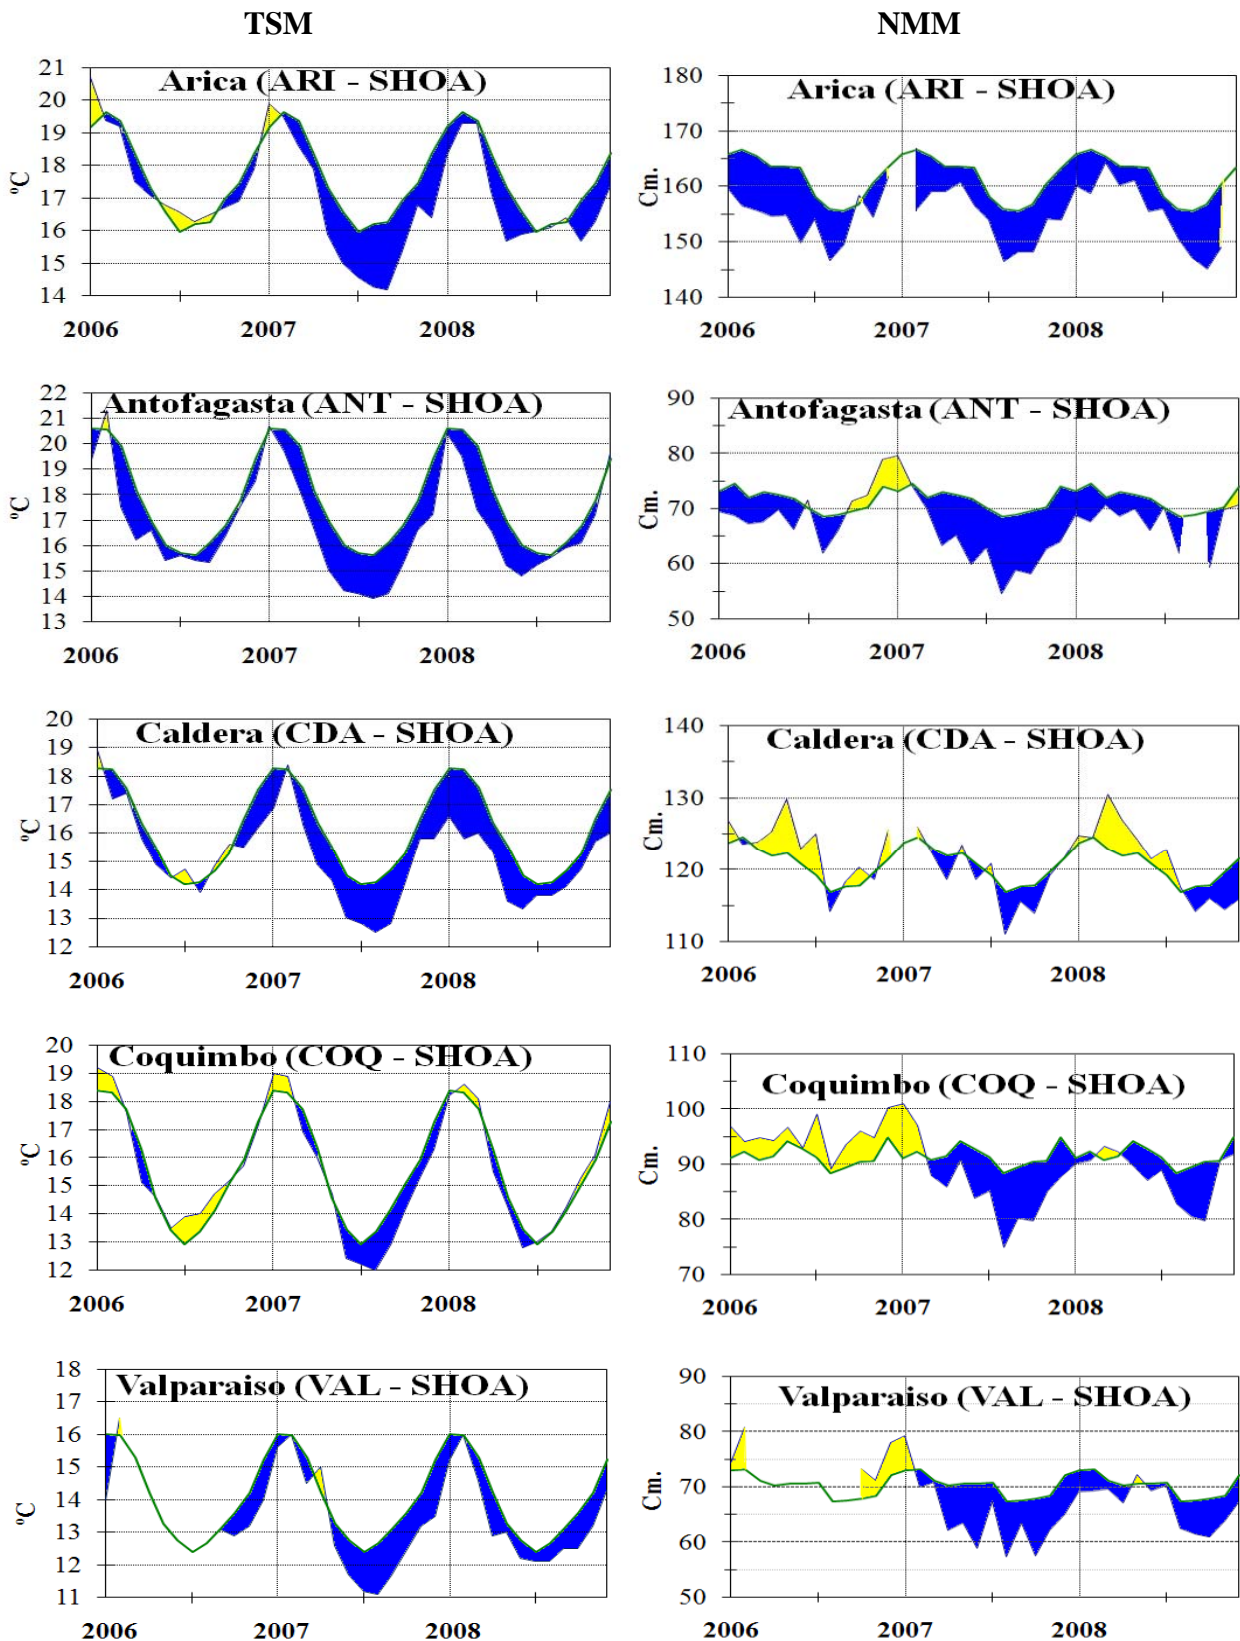 TSM
NMM
Arica (ARI - SHOA)
21
20
19
18
17
16
15
14
ºC
2006 2007 2008
Arica (ARI - SHOA)
180
170
160
150
140
Cm.
2006 2007 2008
Antofagasta (ANT - SHOA)
22
21
20
19
18
17
16
15
14
13
ºC
2006 2007 2008
Antofagasta (ANT - SHOA)
90
80
70
60
50
Cm.
2006 2007 2008
Caldera (CDA - SHOA)
20
19
18
17
16
15
14
13
12
ºC
2006 2007 2008
Caldera (CDA - SHOA)
140
130
120
110
Cm.
2006 2007 2008
Coquimbo (COQ - SHOA)
20
19
18
17
16
15
14
13
12
ºC
2006 2007 2008
Coquimbo (COQ - SHOA)
110
100
90
80
70
Cm.
2006 2007 2008
Valparaiso (VAL - SHOA)
18
17
16
15
14
13
12
11
ºC
2006 2007 2008
Valparaiso (VAL - SHOA)
90
80
70
60
50
Cm.
2006 2007 2008